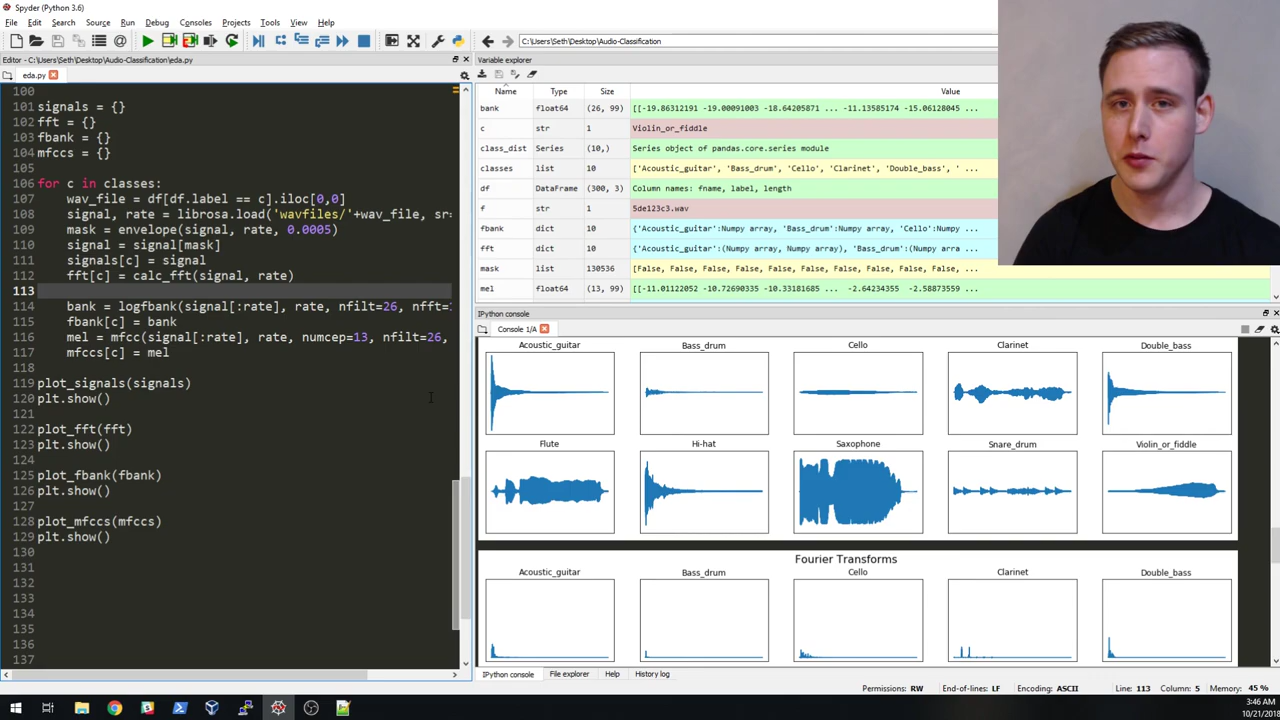 Spyder (Python 3.6)
File Edit Search Source Run Debug Consoles Projects Tools View Help
C:\Users\Seth\Desktop\Audio-Classification
Editor - C:\Users\Seth\Desktop\Audio-Classification\eda.py
eda.py
100
101 signals = {}
102 fft = {}
103 fbank = {}
104 mfccs = {}
105
106 for c in classes:
107 wav_file = df[df.label == c].iloc[0,0]
108 signal, rate = librosa.load('wavfiles/'+wav_file, sr=
109 mask = envelope(signal, rate, 0.0005)
110 signal = signal[mask]
111 signals[c] = signal
112 fft[c] = calc_fft(signal, rate)
113
114 bank = logfbank(signal[:rate], rate, nfilt=26, nfft=
115 fbank[c] = bank
116 mel = mfcc(signal[:rate], rate, numcep=13, nfilt=26,
117 mfccs[c] = mel
118
119 plot_signals(signals)
120 plt.show()
121
122 plot_fft(fft)
123 plt.show()
124
125 plot_fbank(fbank)
126 plt.show()
127
128 plot_mfccs(mfccs)
129 plt.show()
130
131
132
133
134
135
136
137
Variable explorer
Name Type Size Value
bank float64 (26, 99) [[-19.86312191 -19.00091003 -18.64205871 ... -11.13585174 -15.06128045 ...
c str 1 Violin_or_fiddle
class_dist Series (10,) Series object of pandas.core.series module
classes list 10 ['Acoustic_guitar', 'Bass_drum', 'Cello', 'Clarinet', 'Double_bass', ' ...
df DataFrame (300, 3) Column names: fname, label, length
f str 1 5de123c3.wav
fbank dict 10 {'Acoustic_guitar':Numpy array, 'Bass_drum':Numpy array, 'Cello':Numpy ...
fft dict 10 {'Acoustic_guitar':(Numpy array, Numpy array), 'Bass_drum':(Numpy arra ...
mask list 130536 [False, False, False, False, False, False, False, False, False, False, ...
mel float64 (13, 99) [[-11.01122052 -10.72690335 -10.33181685 ... -2.64234355 -2.58873559 ...
IPython console
Console 1/A
Acoustic_guitar Bass_drum Cello Clarinet Double_bass
Flute Hi-hat Saxophone Snare_drum Violin_or_fiddle
Fourier Transforms
Acoustic_guitar Bass_drum Cello Clarinet Double_bass
IPython console File explorer Help History log
Permissions: RW End-of-lines: LF Encoding: ASCII Line: 113 Column: 5 Memory: 45 %
3:46 AM
10/21/2018